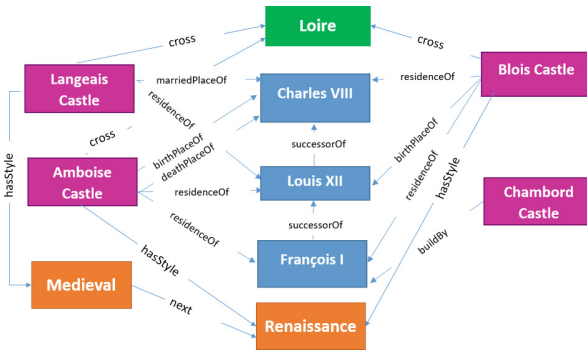 Loire
cross
cross
Langeais
Castle
marriedPlaceOf
Charles VIII
residenceOf
Blois Castle
residenceOf
cross
birthPlaceOf
deathPlaceOf
successorOf
birthPlaceOf
hasStyle
Amboise
Castle
residenceOf
Louis XII
residenceOf
hasStyle
Chambord
Castle
residenceOf
successorOf
buildBy
hasStyle
François I
Medieval
next
Renaissance